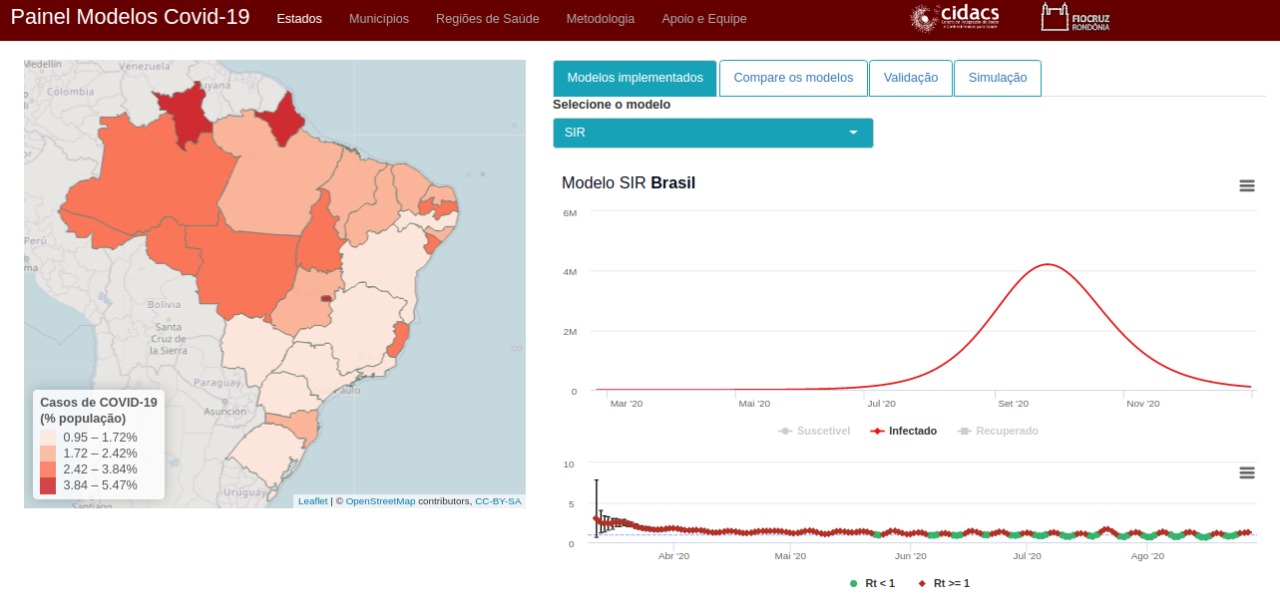 Painel Modelos Covid-19
Estados
Municípios
Regiões de Saúde
Metodologia
Apoio e Equipe
cidacs
FIOCRUZ
RONDÔNIA
Medellín
Venezuela
Colombia
Guyana
Perú
Bolivia
Santa
Cruz de
la Sierra
Paraguay
Asunción
Paulo
Uruguay
Santiago
Casos de COVID-19
(% população)
0.95 – 1.72%
1.72 – 2.42%
2.42 – 3.84%
3.84 – 5.47%
Leaflet | © OpenStreetMap contributors, CC-BY-SA
Modelos implementados
Compare os modelos
Validação
Simulação
Selecione o modelo
SIR
Modelo SIR Brasil
6M
4M
2M
0
Mar '20
Mai '20
Jul '20
Set '20
Nov '20
Suscetivel
Infectado
Recuperado
10
5
0
Abr '20
Mai '20
Jun '20
Jul '20
Ago '20
Rt < 1
Rt >= 1